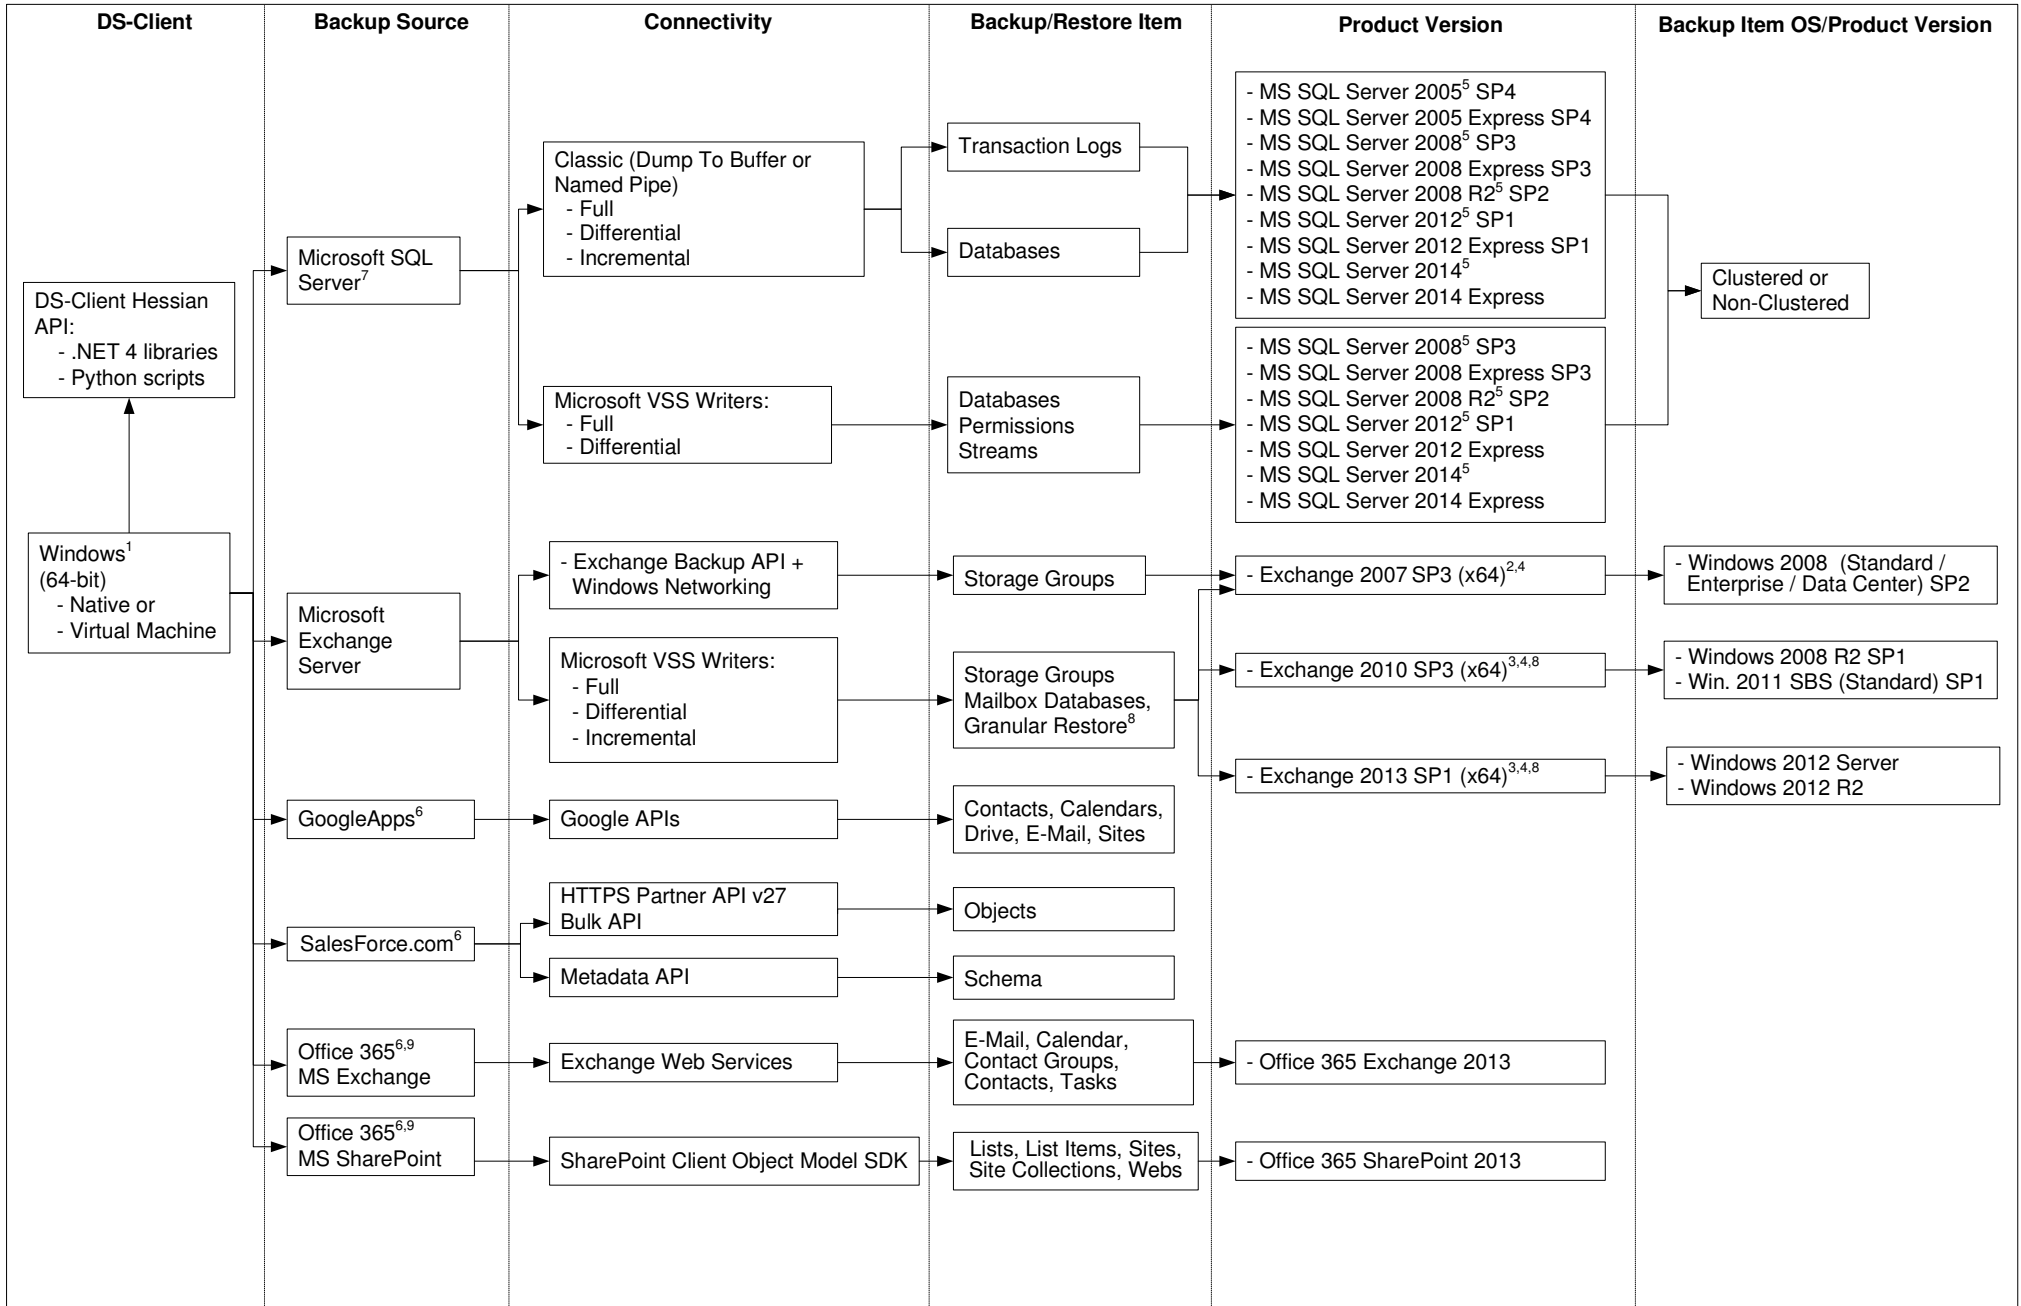 DS-Client
Backup Source
Connectivity
Backup/Restore Item
Product Version
Backup Item OS/Product Version
DS-Client Hessian
API:
- .NET 4 libraries
- Python scripts
Windows1
(64-bit)
- Native or
- Virtual Machine
Microsoft SQL
Server7
Classic (Dump To Buffer or
Named Pipe)
- Full
- Differential
- Incremental
Transaction Logs
Databases
- MS SQL Server 20055 SP4
- MS SQL Server 2005 Express SP4
- MS SQL Server 20085 SP3
- MS SQL Server 2008 Express SP3
- MS SQL Server 2008 R25 SP2
- MS SQL Server 20125 SP1
- MS SQL Server 2012 Express SP1
- MS SQL Server 20145
- MS SQL Server 2014 Express
Clustered or
Non-Clustered
Microsoft VSS Writers:
- Full
- Differential
Databases
Permissions
Streams
- MS SQL Server 20085 SP3
- MS SQL Server 2008 Express SP3
- MS SQL Server 2008 R25 SP2
- MS SQL Server 20125 SP1
- MS SQL Server 2012 Express
- MS SQL Server 20145
- MS SQL Server 2014 Express
Microsoft
Exchange
Server
- Exchange Backup API +
Windows Networking
Storage Groups
- Exchange 2007 SP3 (x64)2,4
- Windows 2008 (Standard /
Enterprise / Data Center) SP2
Microsoft VSS Writers:
- Full
- Differential
- Incremental
Storage Groups
Mailbox Databases,
Granular Restore8
- Exchange 2010 SP3 (x64)3,4,8
- Windows 2008 R2 SP1
- Win. 2011 SBS (Standard) SP1
- Exchange 2013 SP1 (x64)3,4,8
- Windows 2012 Server
- Windows 2012 R2
GoogleApps6
Google APIs
Contacts, Calendars,
Drive, E-Mail, Sites
SalesForce.com6
HTTPS Partner API v27
Bulk API
Objects
Metadata API
Schema
Office 3656,9
MS Exchange
Exchange Web Services
E-Mail, Calendar,
Contact Groups,
Contacts, Tasks
- Office 365 Exchange 2013
Office 3656,9
MS SharePoint
SharePoint Client Object Model SDK
Lists, List Items, Sites,
Site Collections, Webs
- Office 365 SharePoint 2013